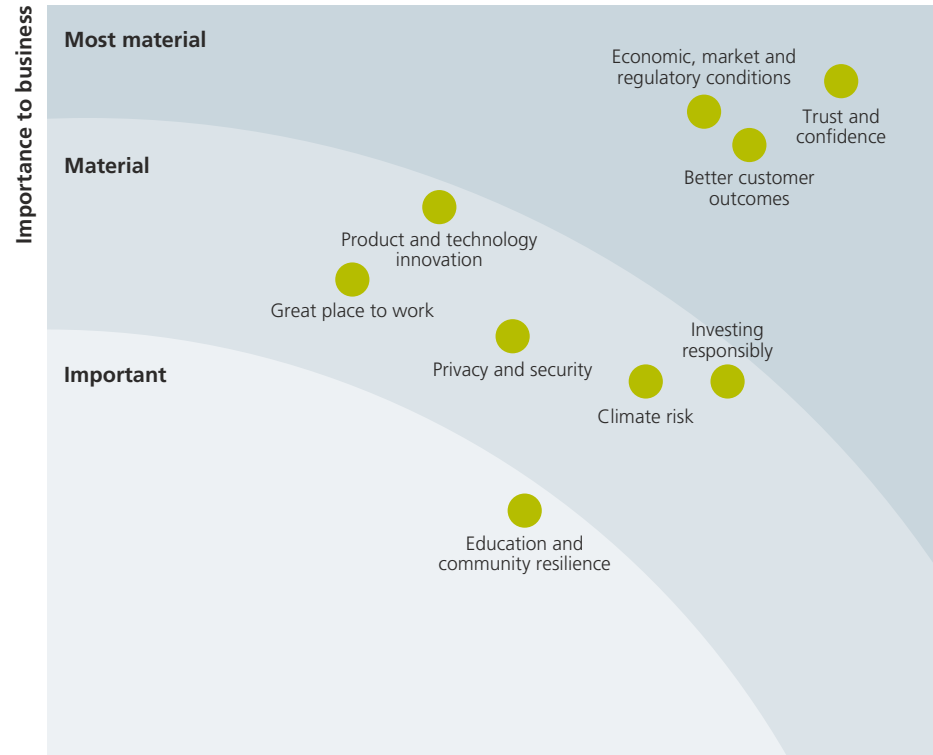 Importance to business
Most material
Economic, market and
regulatory conditions
Trust and
confidence
Better customer
outcomes
Material
Product and technology
innovation
Great place to work
Privacy and security
Investing
responsibly
Climate risk
Important
Education and
community resilience